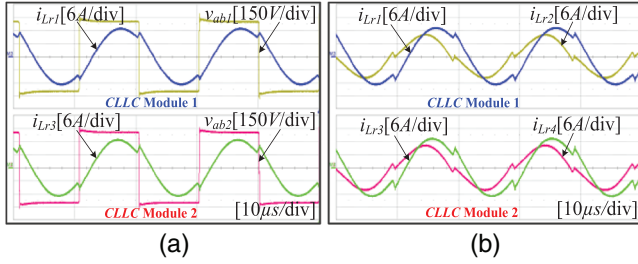 iLr1[6A/div] vab1[150V/div]
CLLC Module 1
iLr3[6A/div] vab2[150V/div]
CLLC Module 2
[10μs/div]
(a)
iLr1[6A/div] iLr2[6A/div]
CLLC Module 1
iLr3[6A/div] iLr4[6A/div]
CLLC Module 2
[10μs/div]
(b)